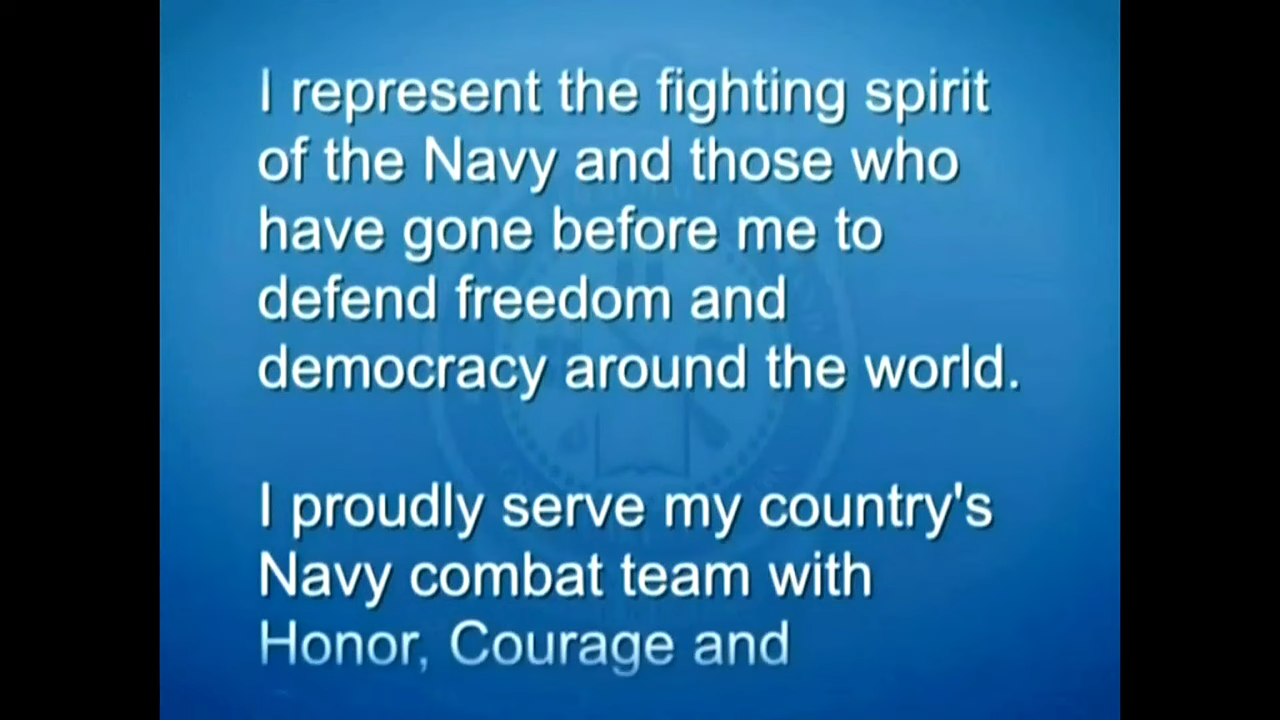 I represent the fighting spirit
of the Navy and those who
have gone before me to
defend freedom and
democracy around the world.
I proudly serve my country's
Navy combat team with
Honor, Courage and